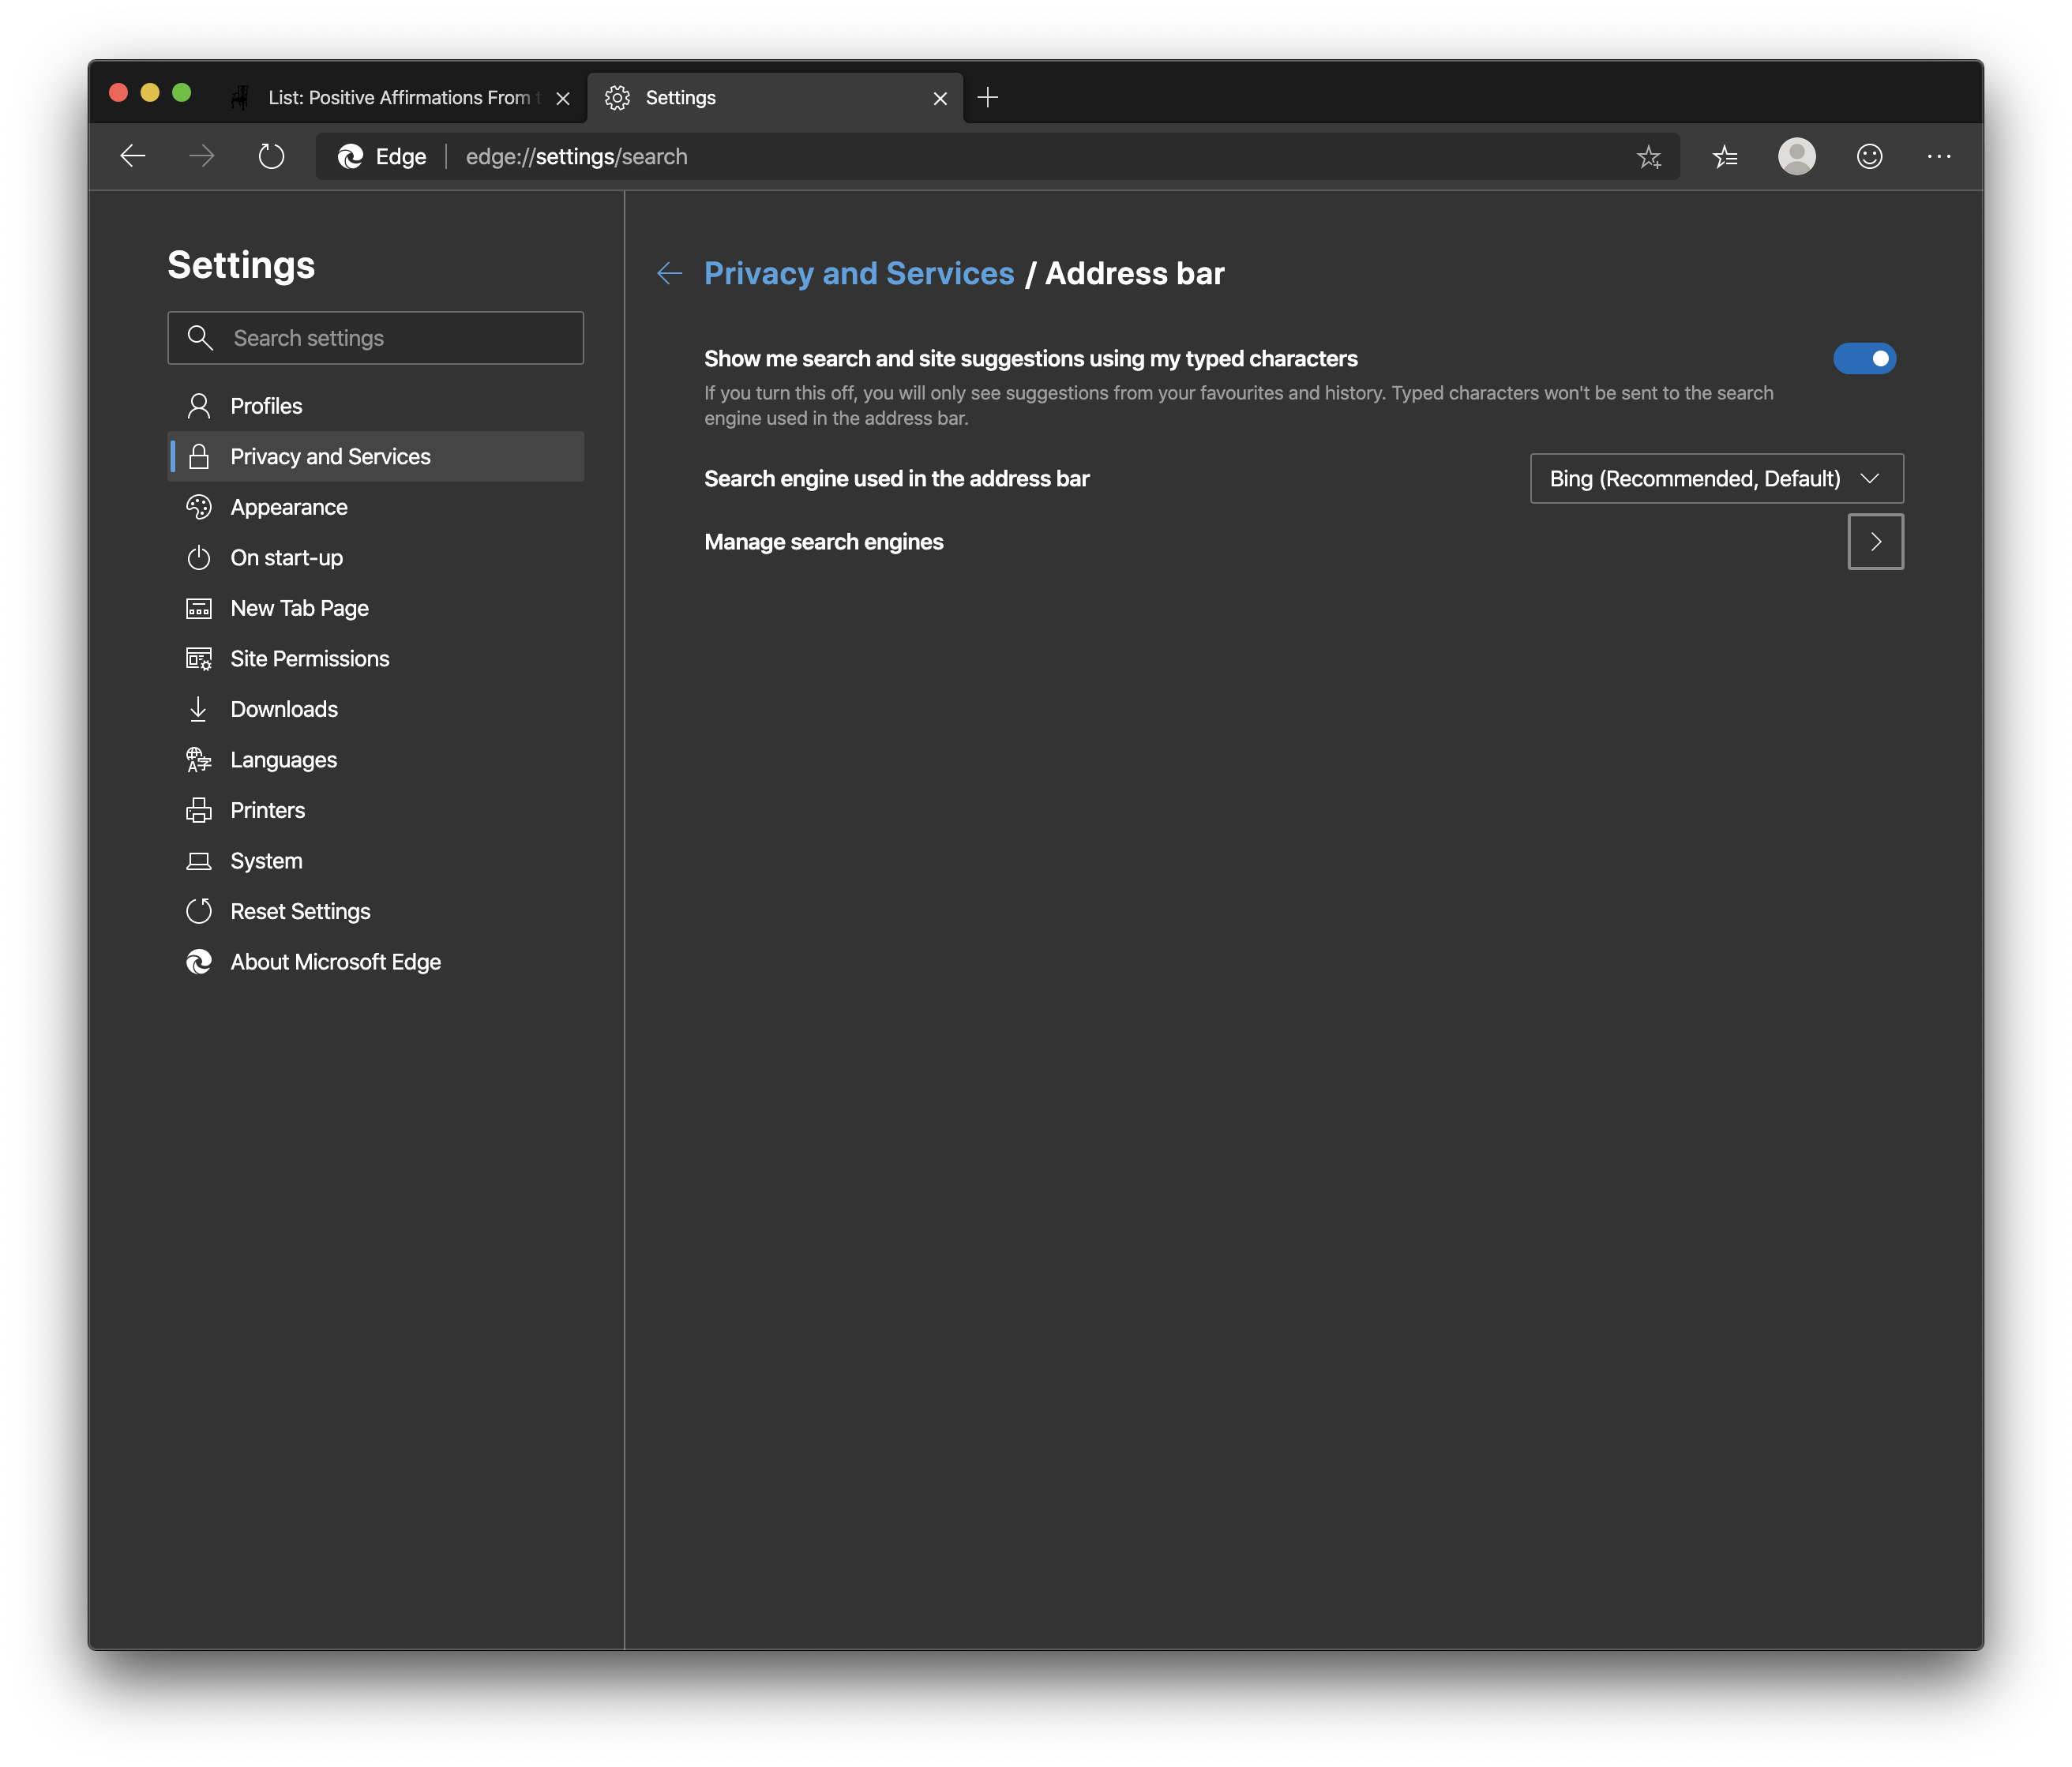 List: Positive Affirmations From t
Settings
Edge
edge://settings/search
Settings
Search settings
Profiles
Privacy and Services
Appearance
On start-up
New Tab Page
Site Permissions
Downloads
Languages
Printers
System
Reset Settings
About Microsoft Edge
Privacy and Services / Address bar
Show me search and site suggestions using my typed characters
If you turn this off, you will only see suggestions from your favourites and history. Typed characters won't be sent to the search
engine used in the address bar.
Search engine used in the address bar
Bing (Recommended, Default)
Manage search engines